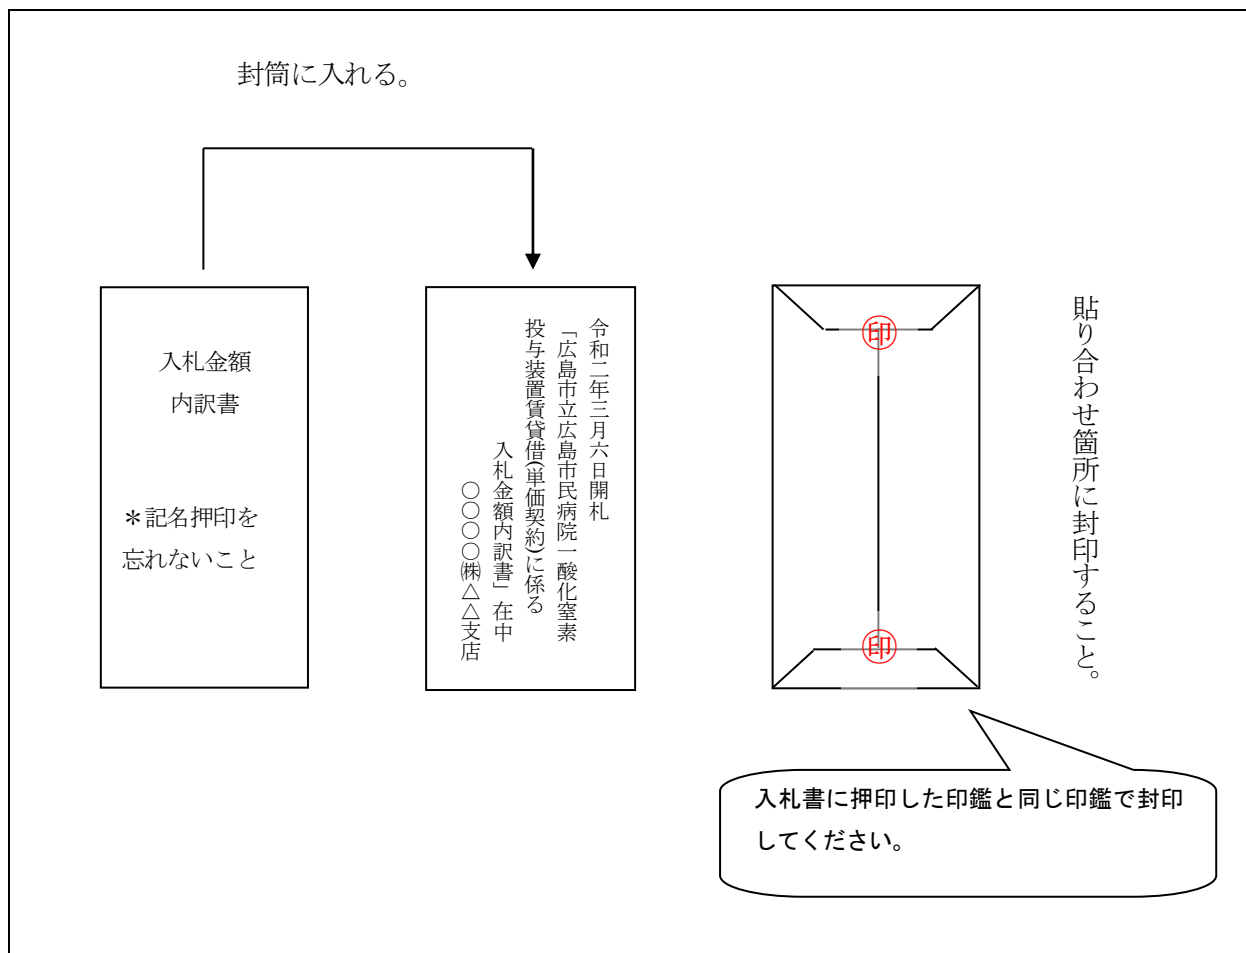 封筒に入れる。
入札金額
内訳書
＊記名押印を
忘れないこと
令和二年三月六日開札
「広島市立広島市民病院一酸化窒素
投与装置賃貸借(単価契約)に係る
入札金額内訳書」在中
〇〇〇〇㈱△△支店
印
印
貼り合わせ箇所に封印すること。
入札書に押印した印鑑と同じ印鑑で封印
してください。